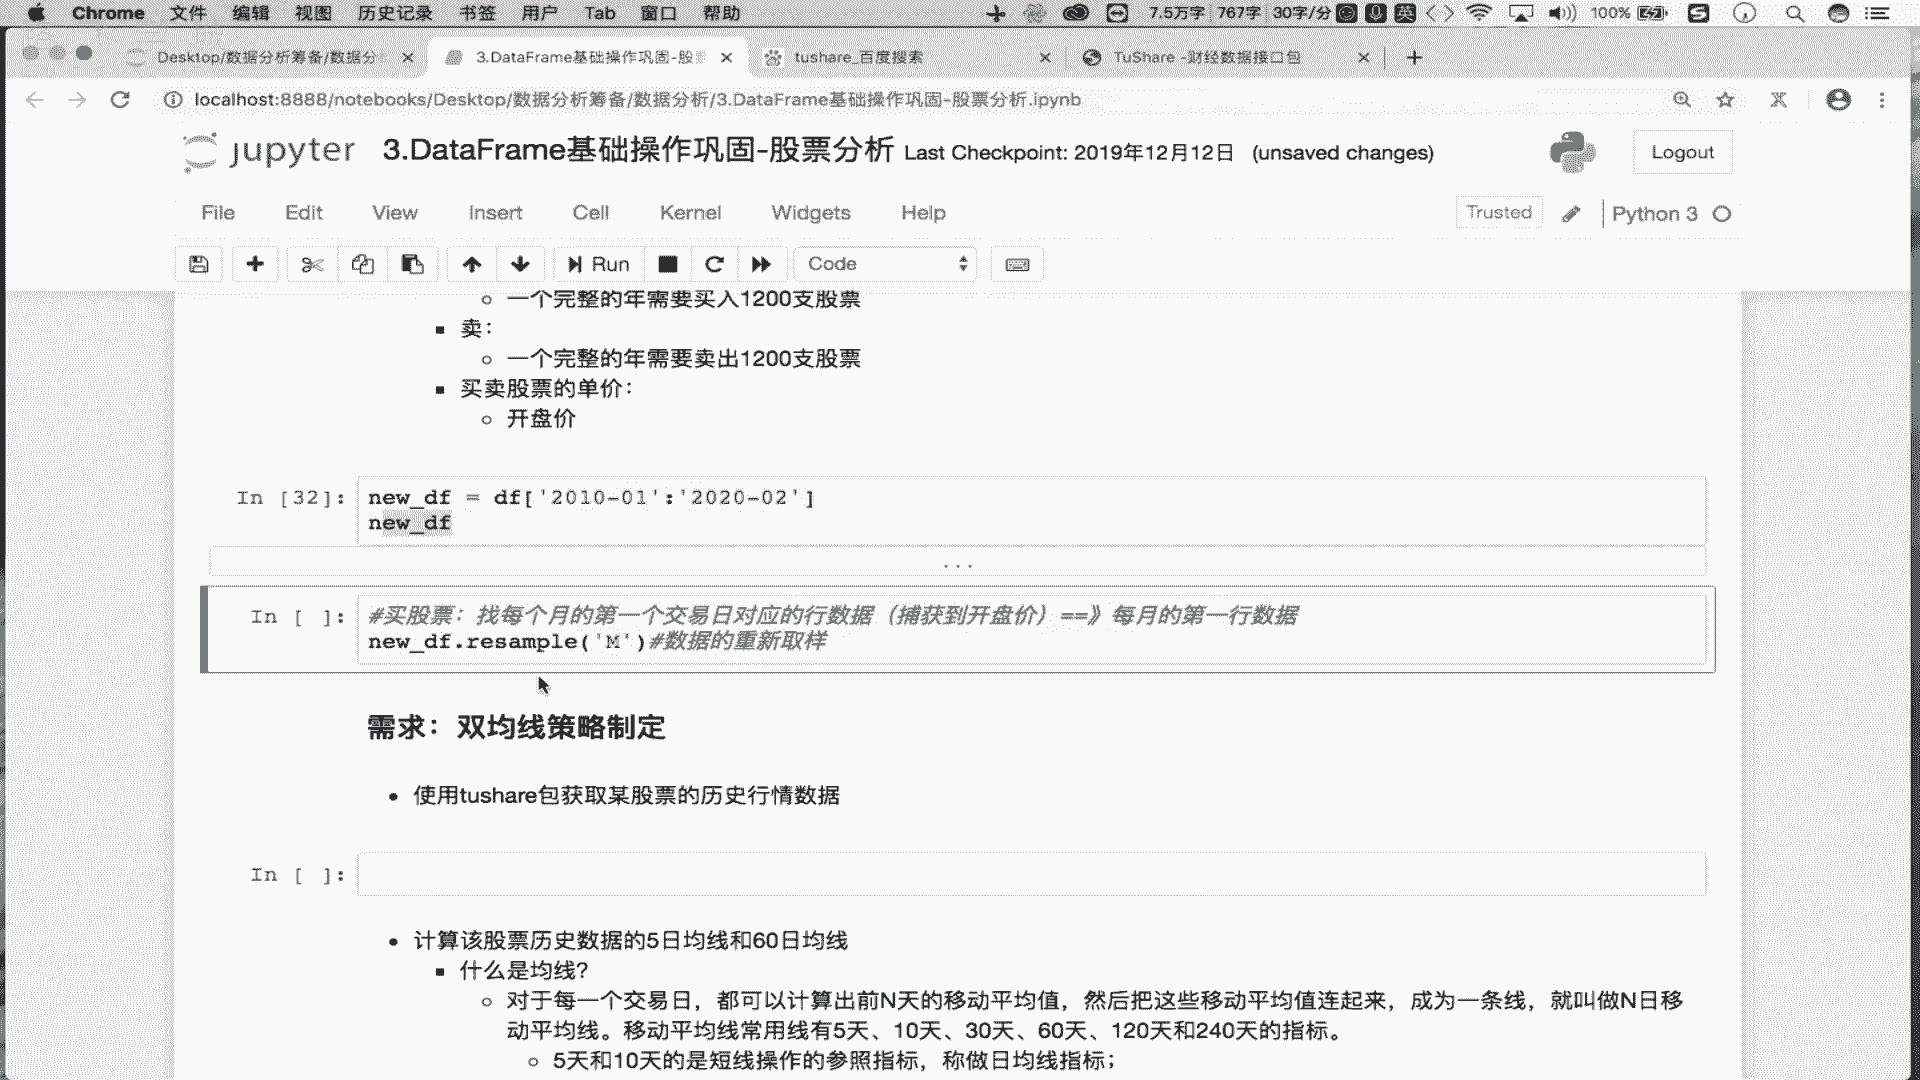 Chrome 文件 编辑 视图 历史记录 书签 用户 Tab 窗口 帮助 7.5万字 767字 30字/分 英 100%
Desktop/数据分析筹备/数据分 3.DataFrame基础操作巩固-股 tushare_百度搜索 TuShare -财经数据接口包
localhost:8888/notebooks/Desktop/数据分析筹备/数据分析/3.DataFrame基础操作巩固-股票分析.ipynb
jupyter 3.DataFrame基础操作巩固-股票分析 Last Checkpoint: 2019年12月12日 (unsaved changes) Logout
File Edit View Insert Cell Kernel Widgets Help Trusted Python 3
Run Code
一个完整的年需要买入1200支股票
卖：
一个完整的年需要卖出1200支股票
买卖股票的单价：
开盘价
In [32]: new_df = df['2010-01':'2020-02']
new_df
...
In [ ]: #买股票：找每个月的第一个交易日对应的行数据（捕获到开盘价）==》每月的第一行数据
new_df.resample('M')#数据的重新取样
需求：双均线策略制定
使用tushare包获取某股票的历史行情数据
In [ ]:
计算该股票历史数据的5日均线和60日均线
什么是均线?
对于每一个交易日，都可以计算出前N天的移动平均值，然后把这些移动平均值连起来，成为一条线，就叫做N日移
动平均线。移动平均线常用线有5天、10天、30天、60天、120天和240天的指标。
5天和10天的是短线操作的参照指标，称做日均线指标；